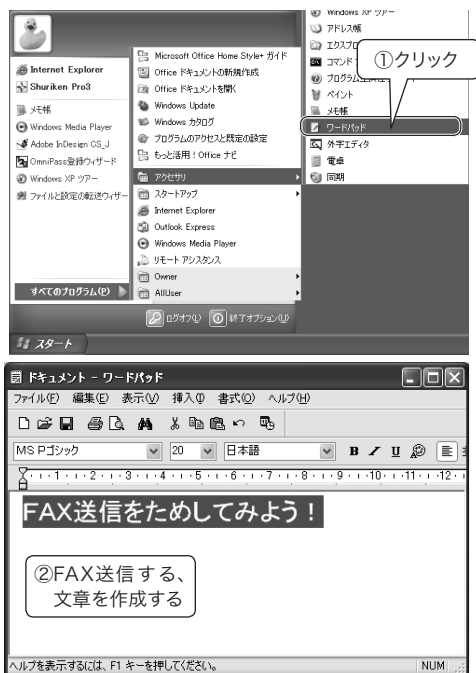 Internet Explorer
Shuriken Pro3
メモ帳
Windows Media Player
Adobe InDesign CS_J
OmniPass登録ウィザード
Windows XP ツアー
ファイルと設定の転送ウィザー
すべてのプログラム(P)
Microsoft Office Home Style+ ガイド
Office ドキュメントの新規作成
Office ドキュメントを開く
Windows Update
Windows カタログ
プログラムのアクセスと既定の設定
もっと活用!Office ナビ
アクセサリ
スタートアップ
Internet Explorer
Outlook Express
Windows Media Player
リモート アシスタンス
Owner
AllUser
Windows XP ツアー
アドレス帳
エクスプロ
コマンド
プログラム
ペイント
メモ帳
ワードパッド
外字エディタ
電卓
同期
①クリック
ログオフ(L)
終了オプション(U)
スタート
ドキュメント - ワードパッド
ファイル(F) 編集(E) 表示(V) 挿入(I) 書式(O) ヘルプ(H)
MS Pゴシック 20 日本語 B I U
1 2 3 4 5 6 7 8 9 10 11 12
FAX送信をためしてみよう!
②FAX送信する、
文章を作成する
ヘルプを表示するには、F1 キーを押してください。 NUM